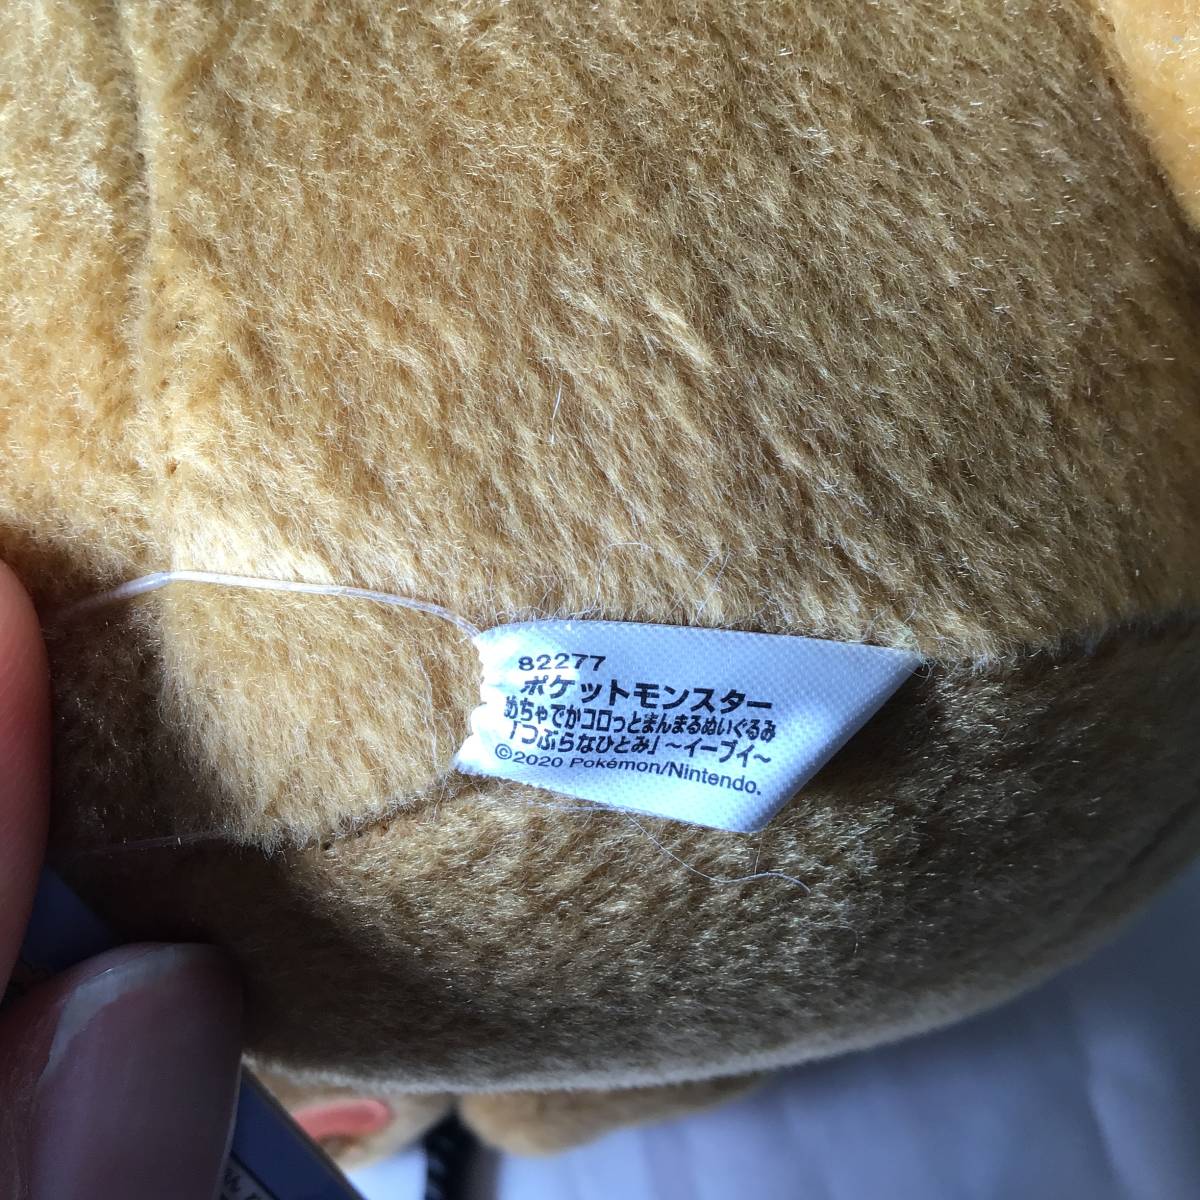 82277
ポケットモンスター
めちゃでかコロっとまんまるぬいぐるみ
「つぶらなひとみ」～イーブイ～
©2020 Pokémon/Nintendo.